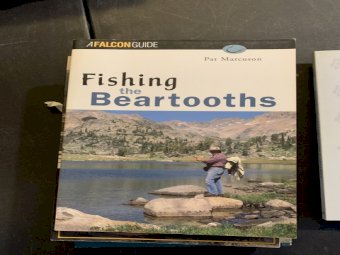 A FALCON GUIDE
Pat Marcuson
Fishing
the
Beartooths